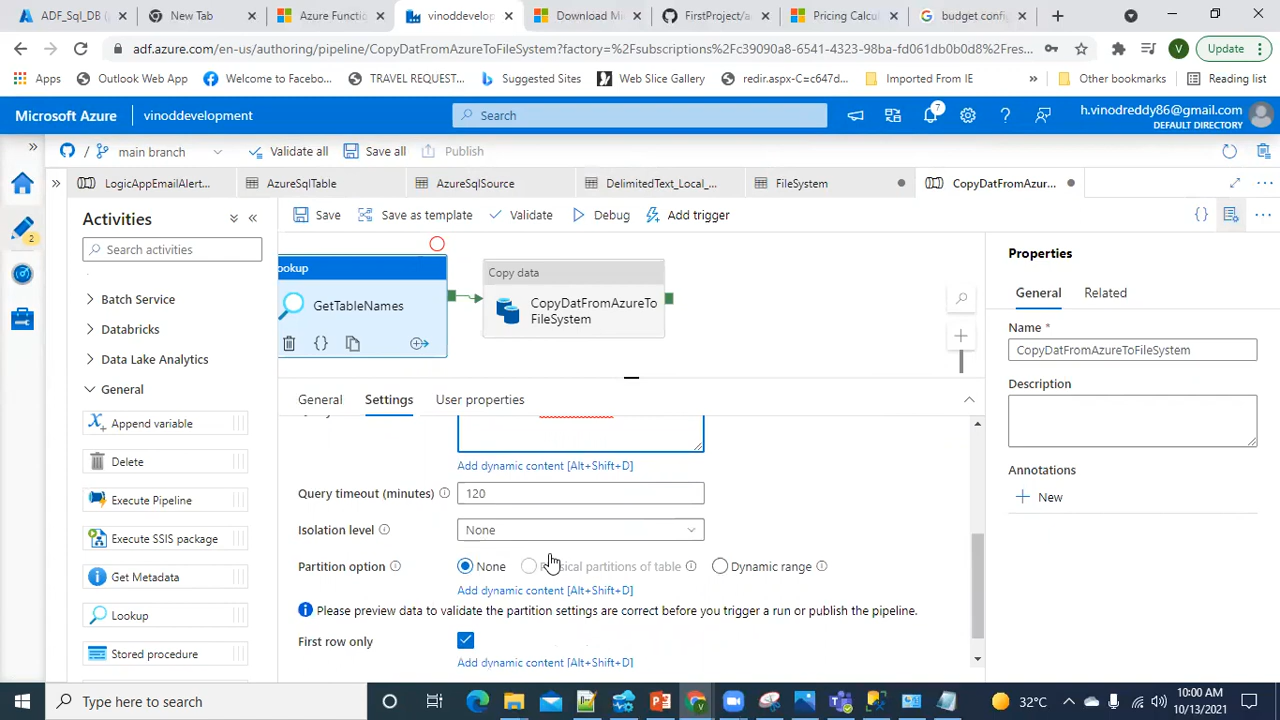 ADF_Sql_DB (
New Tab
Azure Functi
vinoddevelop
Download Mi
FirstProject/a
Pricing Calcu
budget config
adf.azure.com/en-us/authoring/pipeline/CopyDatFromAzureToFileSystem?factory=%2Fsubscriptions%2Fc39090a8-6541-4323-98ba-fd061db0b0d8%2Fres...
V
Update
Apps
Outlook Web App
Welcome to Facebo...
TRAVEL REQUEST...
Suggested Sites
Web Slice Gallery
redir.aspx-C=c647d...
Imported From IE
»
Other bookmarks
Reading list
Microsoft Azure
vinoddevelopment
Search
7
h.vinodreddy86@gmail.com
DEFAULT DIRECTORY
main branch
Validate all
Save all
Publish
LogicAppEmailAlert...
AzureSqlTable
AzureSqlSource
DelimitedText_Local_...
FileSystem
CopyDatFromAzur...
2
Activities
Search activities
Batch Service
Databricks
Data Lake Analytics
General
Append variable
Delete
Execute Pipeline
Execute SSIS package
Get Metadata
Lookup
Stored procedure
Save
Save as template
Validate
Debug
Add trigger
ookup
GetTableNames
Copy data
CopyDatFromAzureTo
FileSystem
General
Settings
User properties
Add dynamic content [Alt+Shift+D]
Query timeout (minutes)
120
Isolation level
None
Partition option
None
Physical partitions of table
Dynamic range
Add dynamic content [Alt+Shift+D]
Please preview data to validate the partition settings are correct before you trigger a run or publish the pipeline.
First row only
Add dynamic content [Alt+Shift+D]
Properties
General
Related
Name *
CopyDatFromAzureToFileSystem
Description
Annotations
New
Type here to search
32°C
10:00 AM
10/13/2021